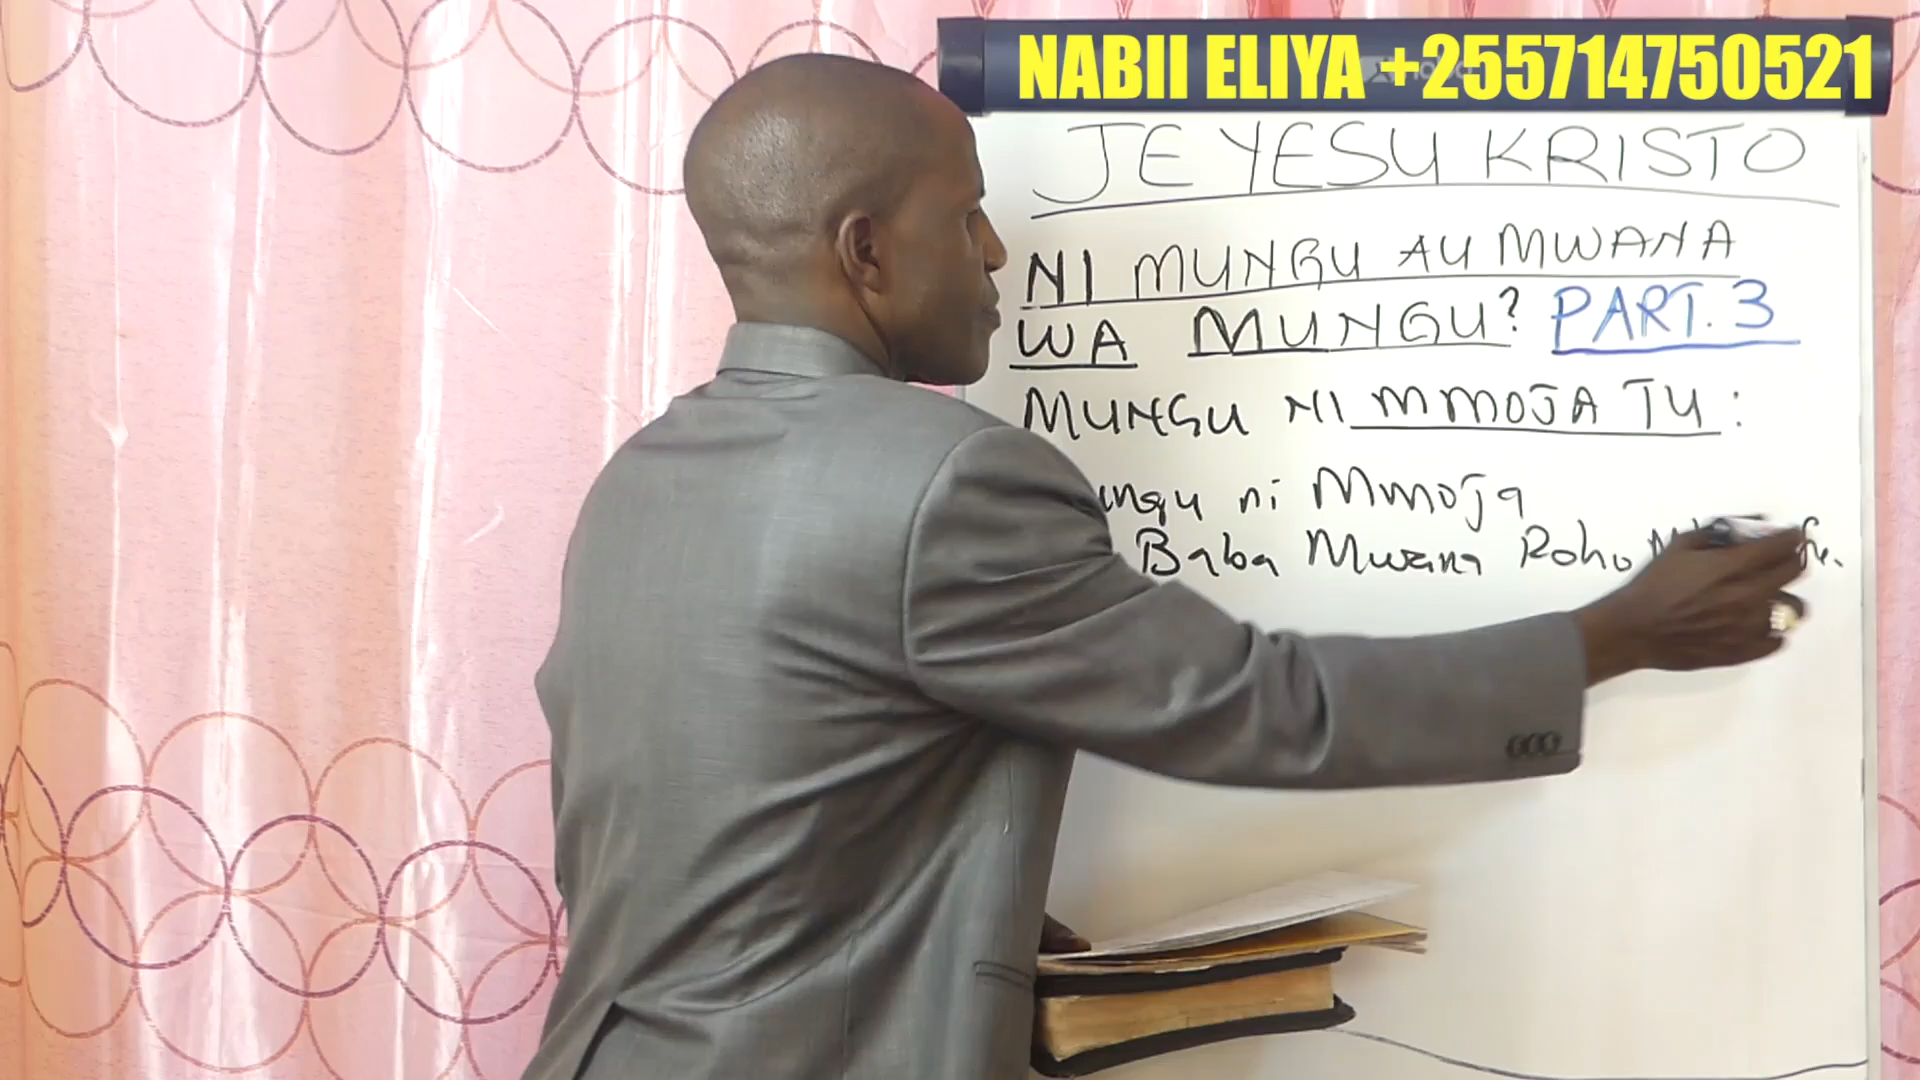 NABII ELIYA +255714750521
JE YESU KRISTO
NI MUNGU AU MWANA
WA MUNGU? PART. 3
MUNGU NI MMOJA TU:
ni Mmoja
Baba Mwana Roho